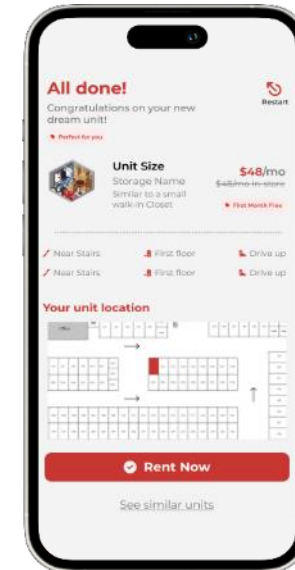 All done!
Restart
Congratulations on your new
dream unit!
Perfect for you
Unit Size
Storage Name
Similar to a small
walk-in Closet
$48/mo
$48/mo in-store
First Month Free
Near Stairs
First floor
Drive up
Near Stairs
First floor
Drive up
Your unit location
Office
Rent Now
See similar units